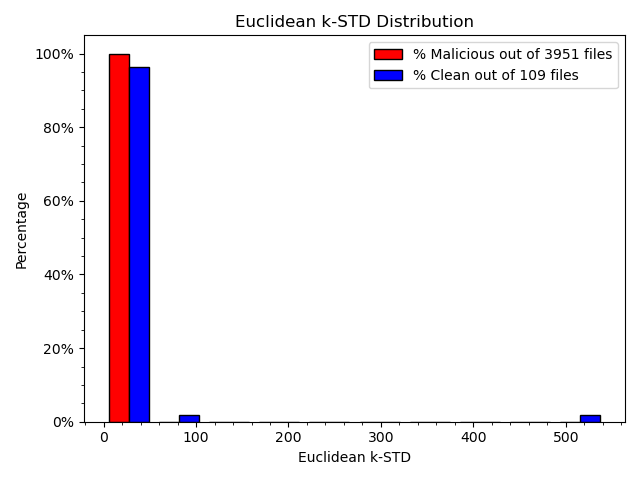 Euclidean k-STD Distribution
% Malicious out of 3951 files
% Clean out of 109 files
100%
80%
60%
40%
20%
0%
Percentage
0 100 200 300 400 500
Euclidean k-STD